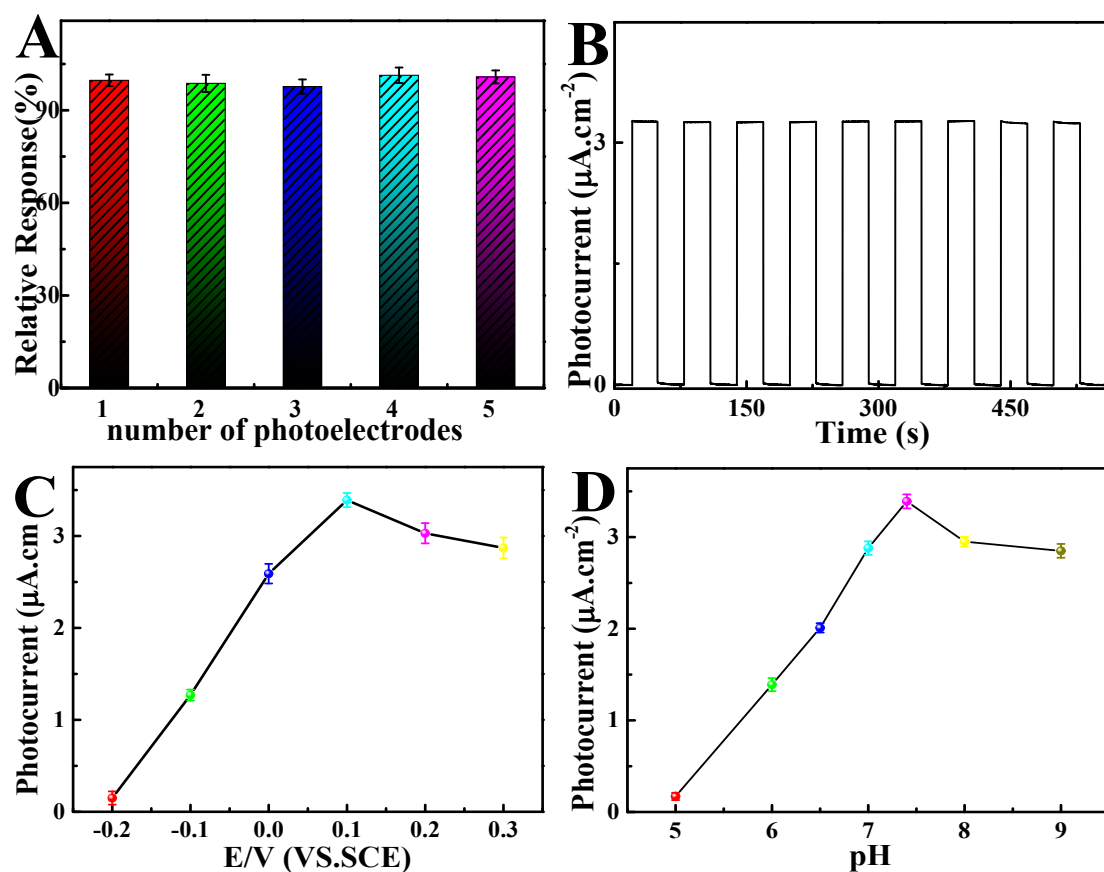 A
Relative Response(%)
90
60
30
0
1 2 3 4 5
number of photoelectrodes
B
Photocurrent (μA.cm-2)
3
0
0 150 300 450
Time (s)
C
Photocurrent (μA.cm
3
2
1
0
-0.2 -0.1 0.0 0.1 0.2 0.3
E/V (VS.SCE)
D
Photocurrent (μA.cm-2)
3
2
1
0
5 6 7 8 9
pH